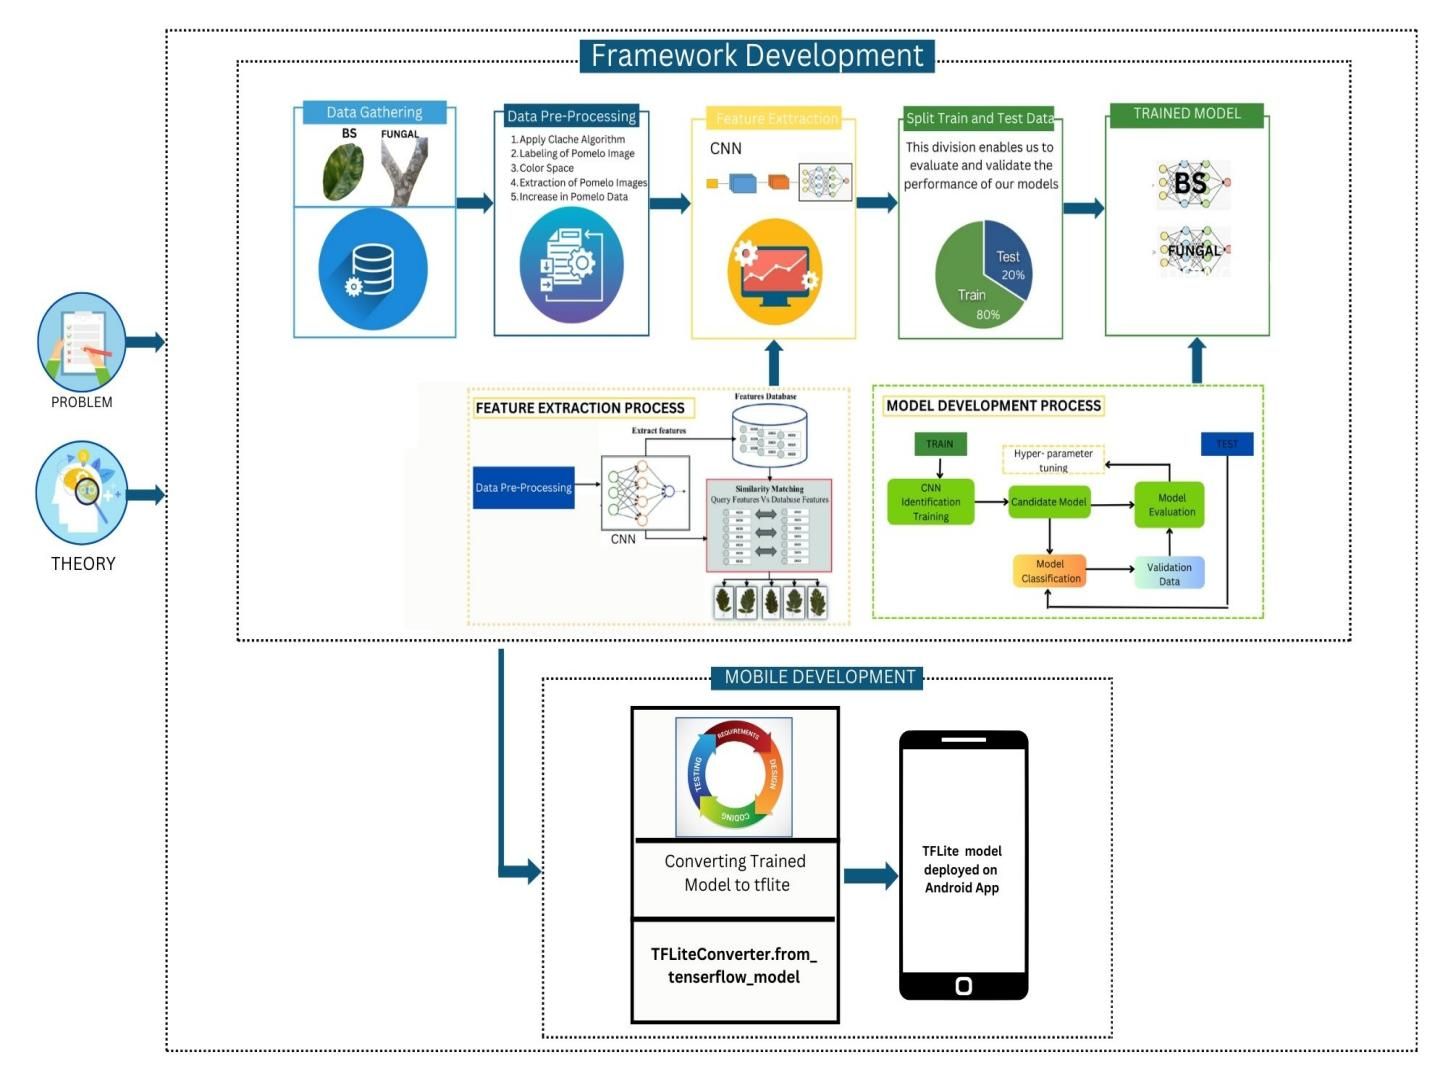 Framework Development
Data Gathering
BS
FUNGAL
Data Pre-Processing
1.Apply Clache Algorithm
2.Labeling of Pomelo Image
3.Color Space
4.Extraction of Pomelo Images
5.Increase in Pomelo Data
Feature Exttraction
CNN
Split Train and Test Data
This division enables us to
evaluate and validate the
performance of our models
Test
20%
Train
80%
TRAINED MODEL
BS
FUNGAL
PROBLEM
THEORY
FEATURE EXTRACTION PROCESS
Features Database
Extract features
Data Pre-Processing
CNN
Similarity Matching
Query Features Vs Database Features
MODEL DEVELOPMENT PROCESS
TRAIN
TEST
Hyper- parameter
tuning
CNN
Identification
Training
Candidate Model
Model
Evaluation
Model
Classification
Validation
Data
MOBILE DEVELOPMENT
REQUIREMENTS
DESIGN
CODING
TESTING
Converting Trained
Model to tflite
TFLiteConverter.from_
tenserflow_model
TFLite model
deployed on
Android App